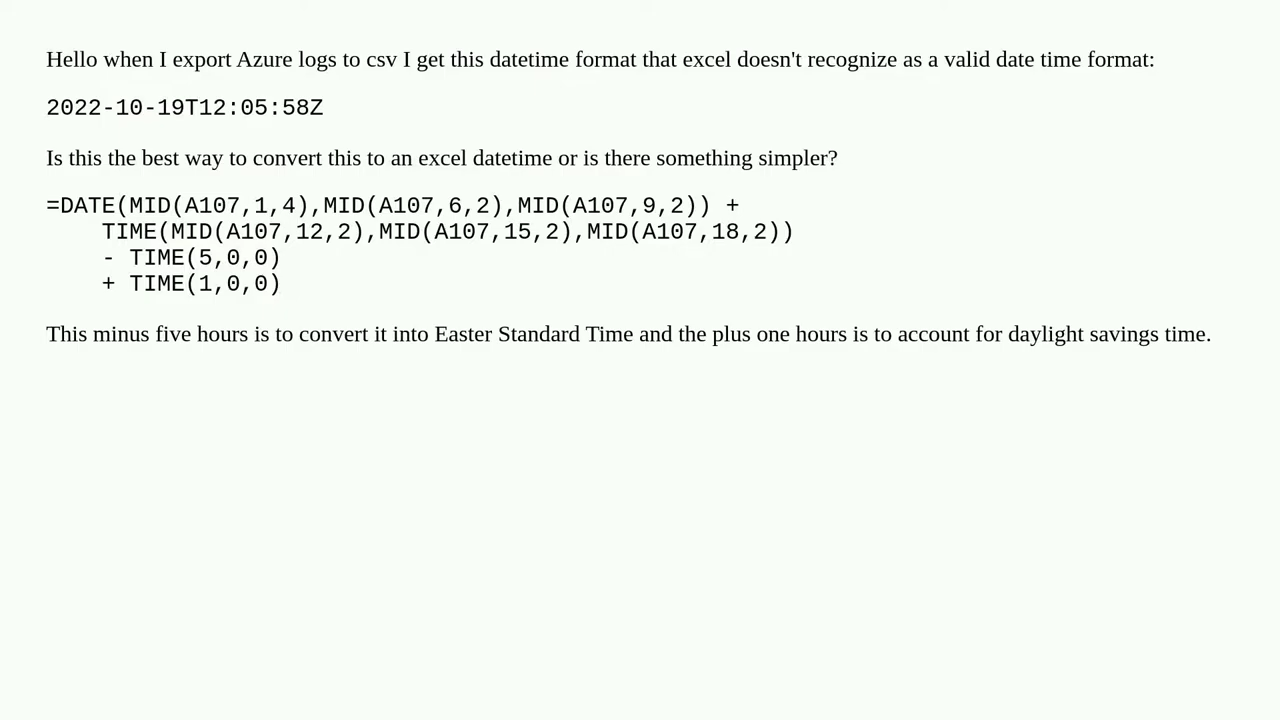 Hello when I export Azure logs to csv I get this datetime format that excel doesn't recognize as a valid date time format:
2022-10-19T12:05:58Z
Is this the best way to convert this to an excel datetime or is there something simpler?
=DATE(MID(A107,1,4),MID(A107,6,2),MID(A107,9,2)) +
    TIME(MID(A107,12,2),MID(A107,15,2),MID(A107,18,2))
    - TIME(5,0,0)
    + TIME(1,0,0)
This minus five hours is to convert it into Easter Standard Time and the plus one hours is to account for daylight savings time.